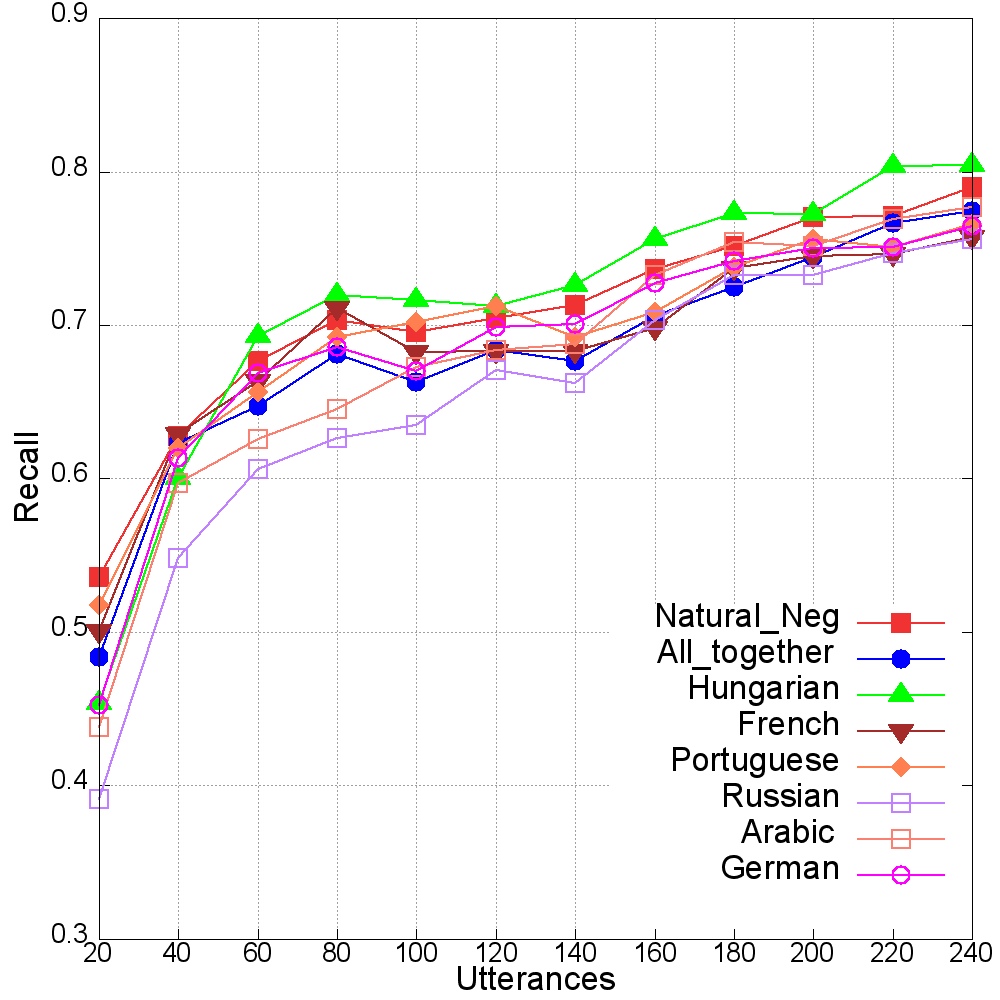 0.9
0.8
0.7
0.6
0.5
0.4
0.3
Recall
Natural_Neg
All_together
Hungarian
French
Portuguese
Russian
Arabic
German
20 40 60 80 100 120 140 160 180 200 220 240
Utterances